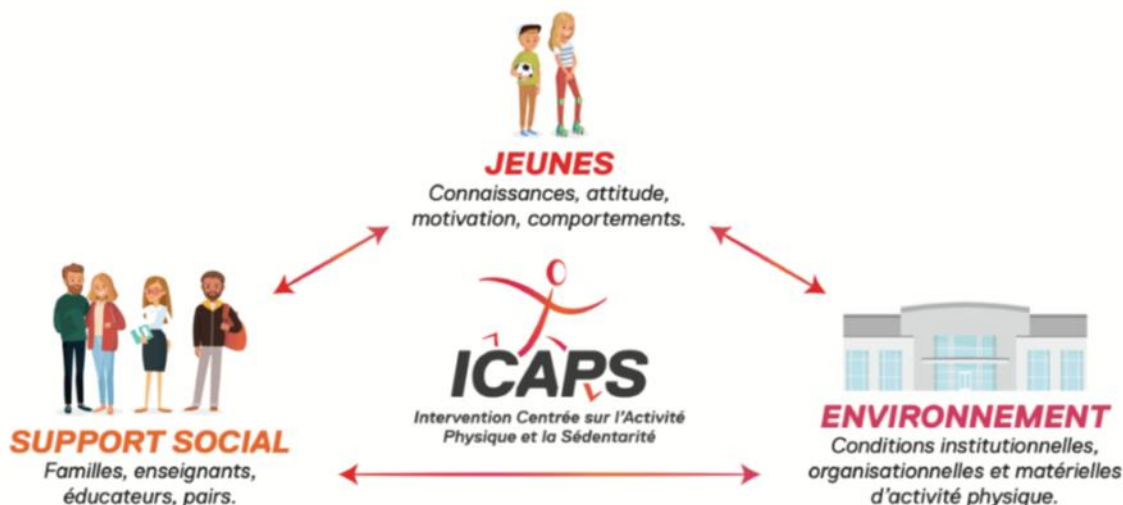 JEUNES
Connaissances, attitude,
motivation, comportements.
ICAPS
Intervention Centrée sur l'Activité
Physique et la Sédentarité
SUPPORT SOCIAL
Familles, enseignants,
éducateurs, pairs.
ENVIRONNEMENT
Conditions institutionnelles,
organisationnelles et matérielles
d'activité physique.